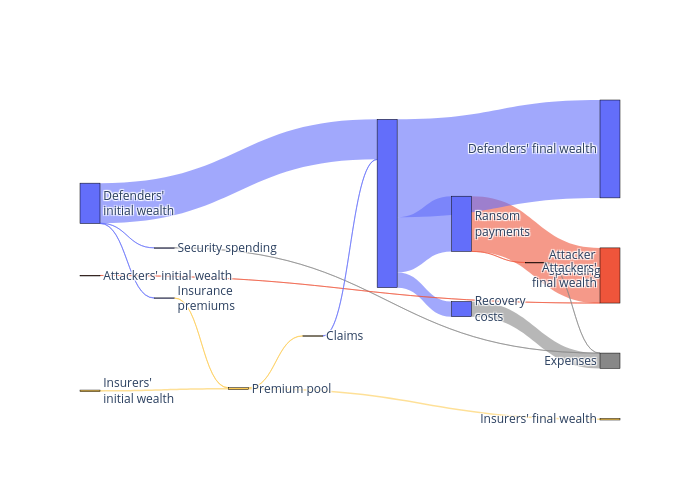 Defenders' final wealth
Defenders'
initial wealth
Ransom
payments
Security spending
Attacker
spending
Attackers'
final wealth
Attackers' initial wealth
Insurance
premiums
Recovery
costs
Claims
Expenses
Insurers'
initial wealth
Premium pool
Insurers' final wealth